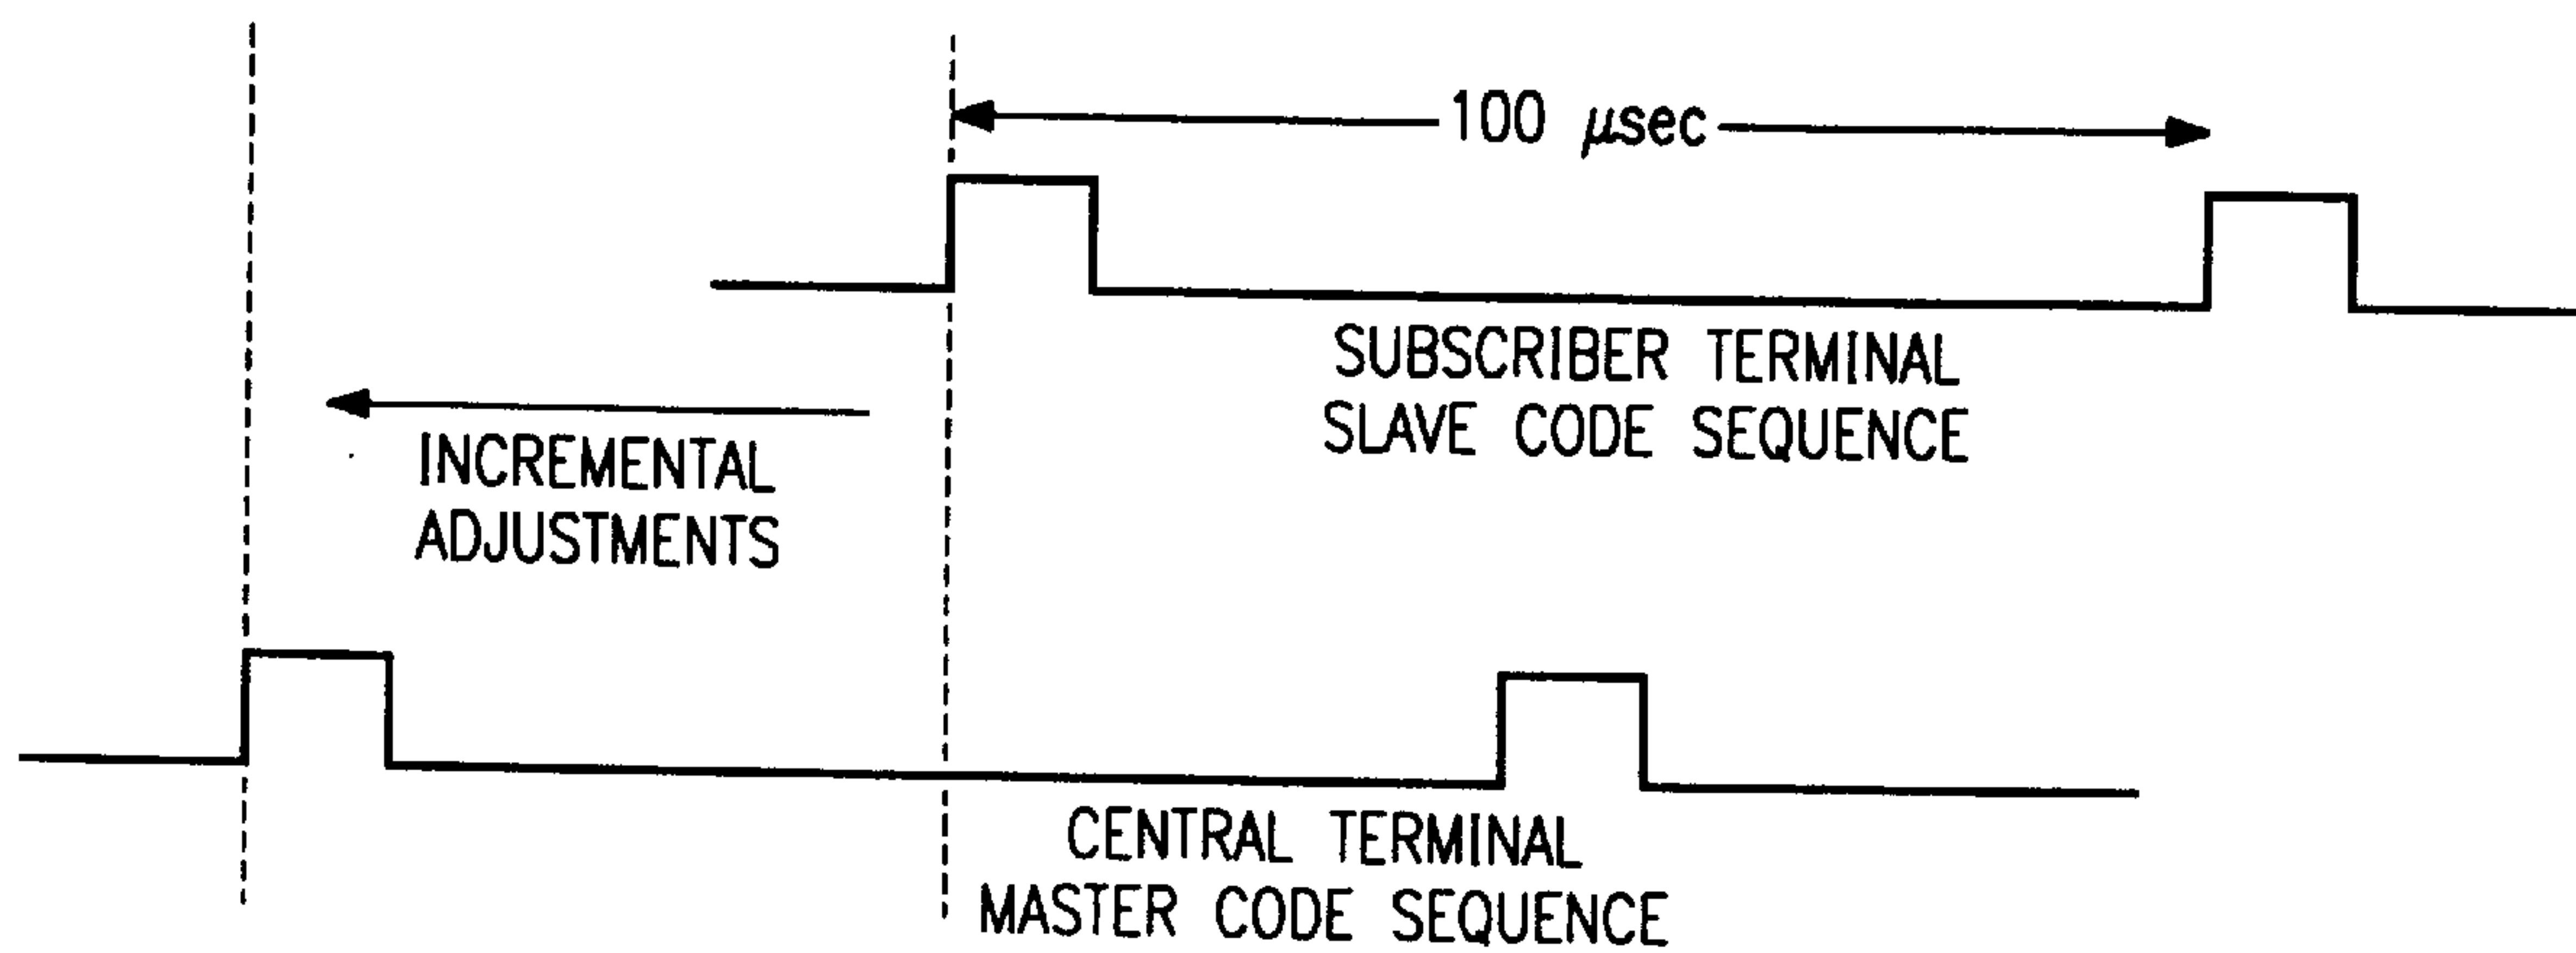 100 μsec
SUBSCRIBER TERMINAL
SLAVE CODE SEQUENCE
INCREMENTAL
ADJUSTMENTS
CENTRAL TERMINAL
MASTER CODE SEQUENCE